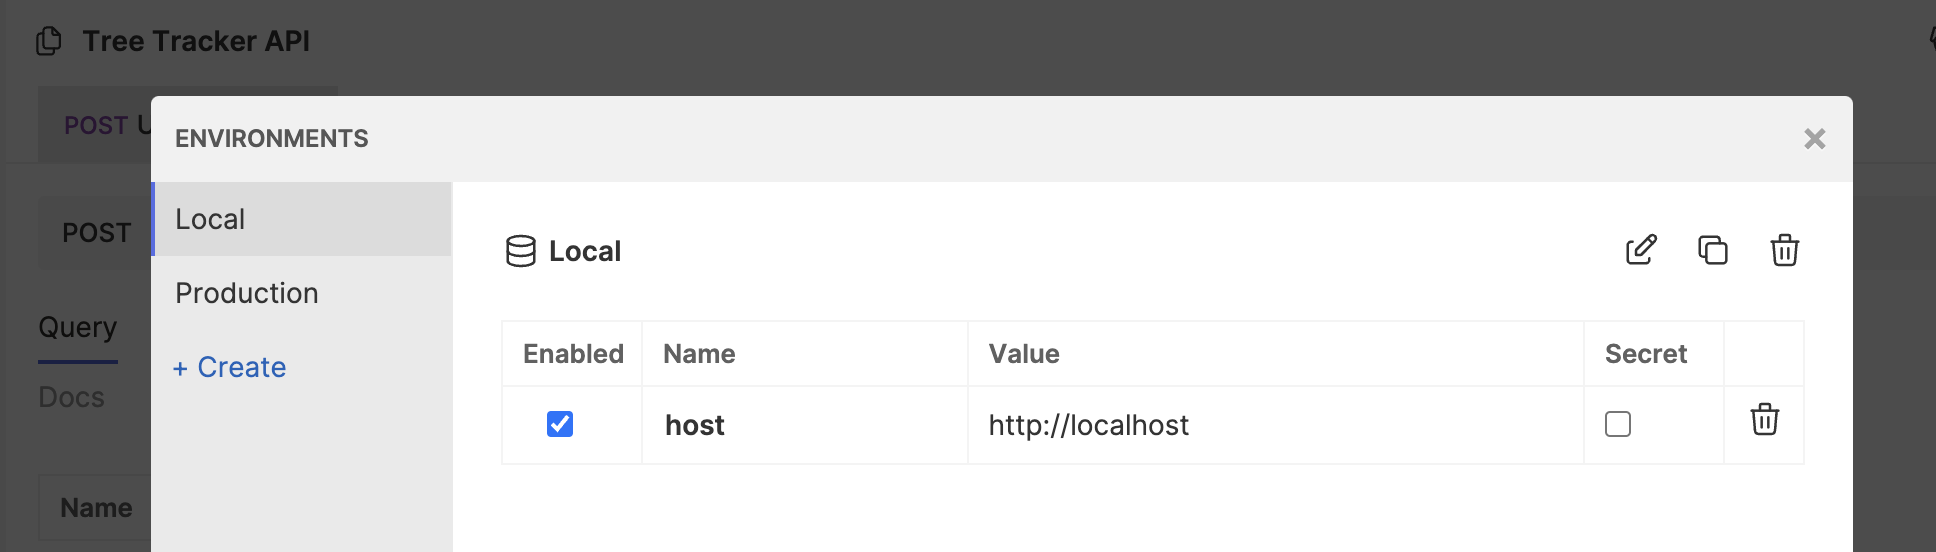 Tree Tracker API
POST U
ENVIRONMENTS
Local
Production
+ Create
Local
Enabled Name Value Secret
host http://localhost
POST
Query
Docs
Name